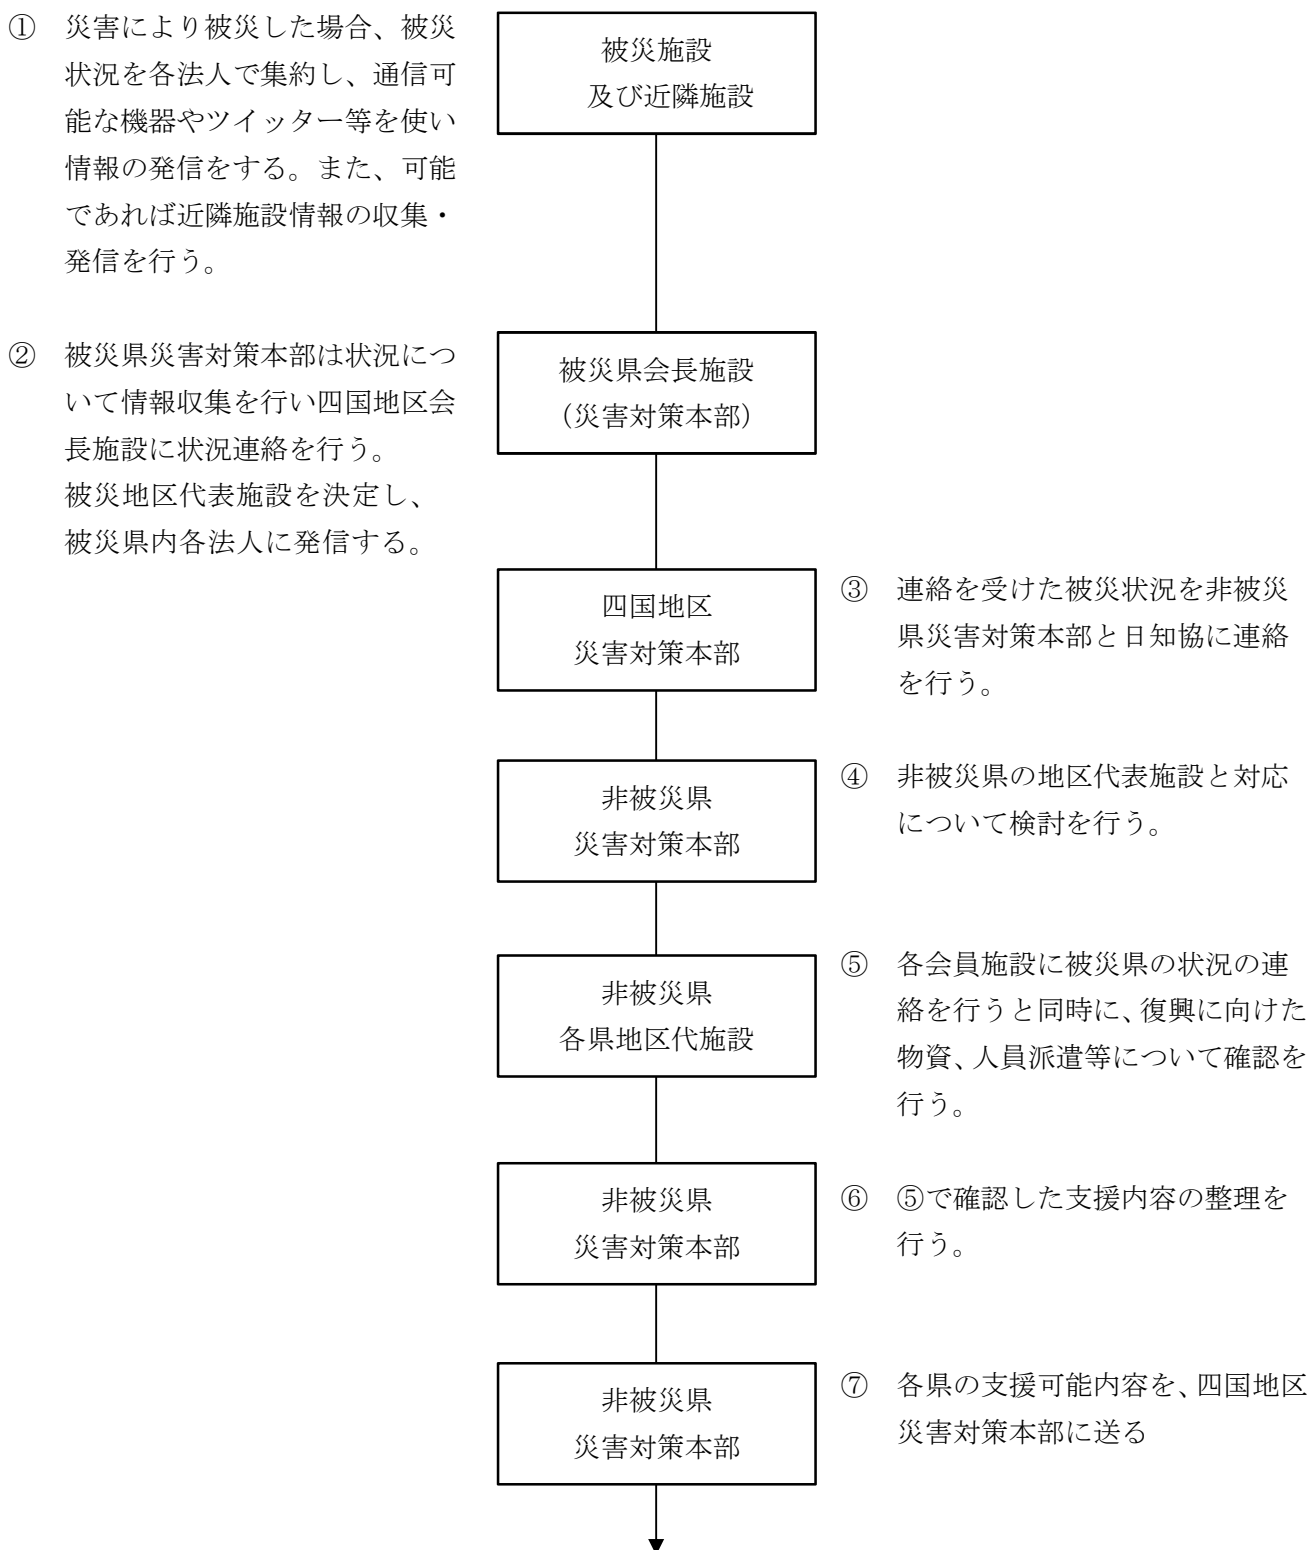 ① 災害により被災した場合、被災
状況を各法人で集約し、通信可
能な機器やツイッター等を使い
情報の発信をする。また、可能
であれば近隣施設情報の収集・
発信を行う。
被災施設
及び近隣施設
② 被災県災害対策本部は状況につ
いて情報収集を行い四国地区会
長施設に状況連絡を行う。
被災地区代表施設を決定し、
被災県内各法人に発信する。
被災県会長施設
（災害対策本部）
四国地区
災害対策本部
③ 連絡を受けた被災状況を非被災
県災害対策本部と日知協に連絡
を行う。
非被災県
災害対策本部
④ 非被災県の地区代表施設と対応
について検討を行う。
非被災県
各県地区代施設
⑤ 各会員施設に被災県の状況の連
絡を行うと同時に、復興に向けた
物資、人員派遣等について確認を
行う。
非被災県
災害対策本部
⑥ ⑤で確認した支援内容の整理を
行う。
非被災県
災害対策本部
⑦ 各県の支援可能内容を、四国地区
災害対策本部に送る